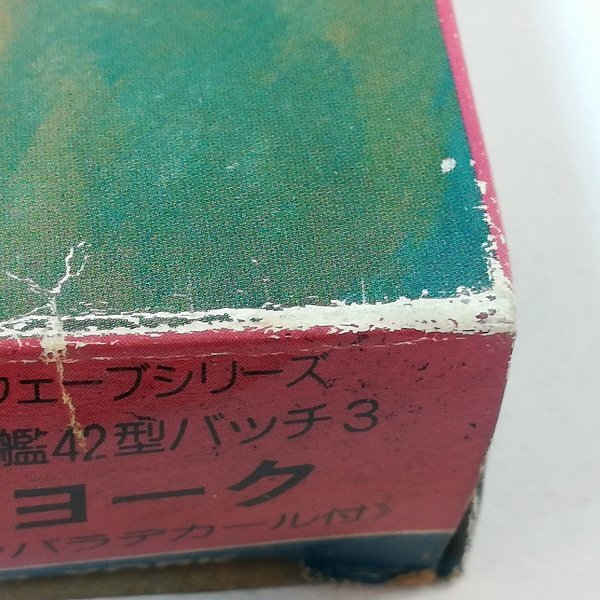 ウェーブシリーズ
艦42型バッチ3
ヨーク
バラデカール付》